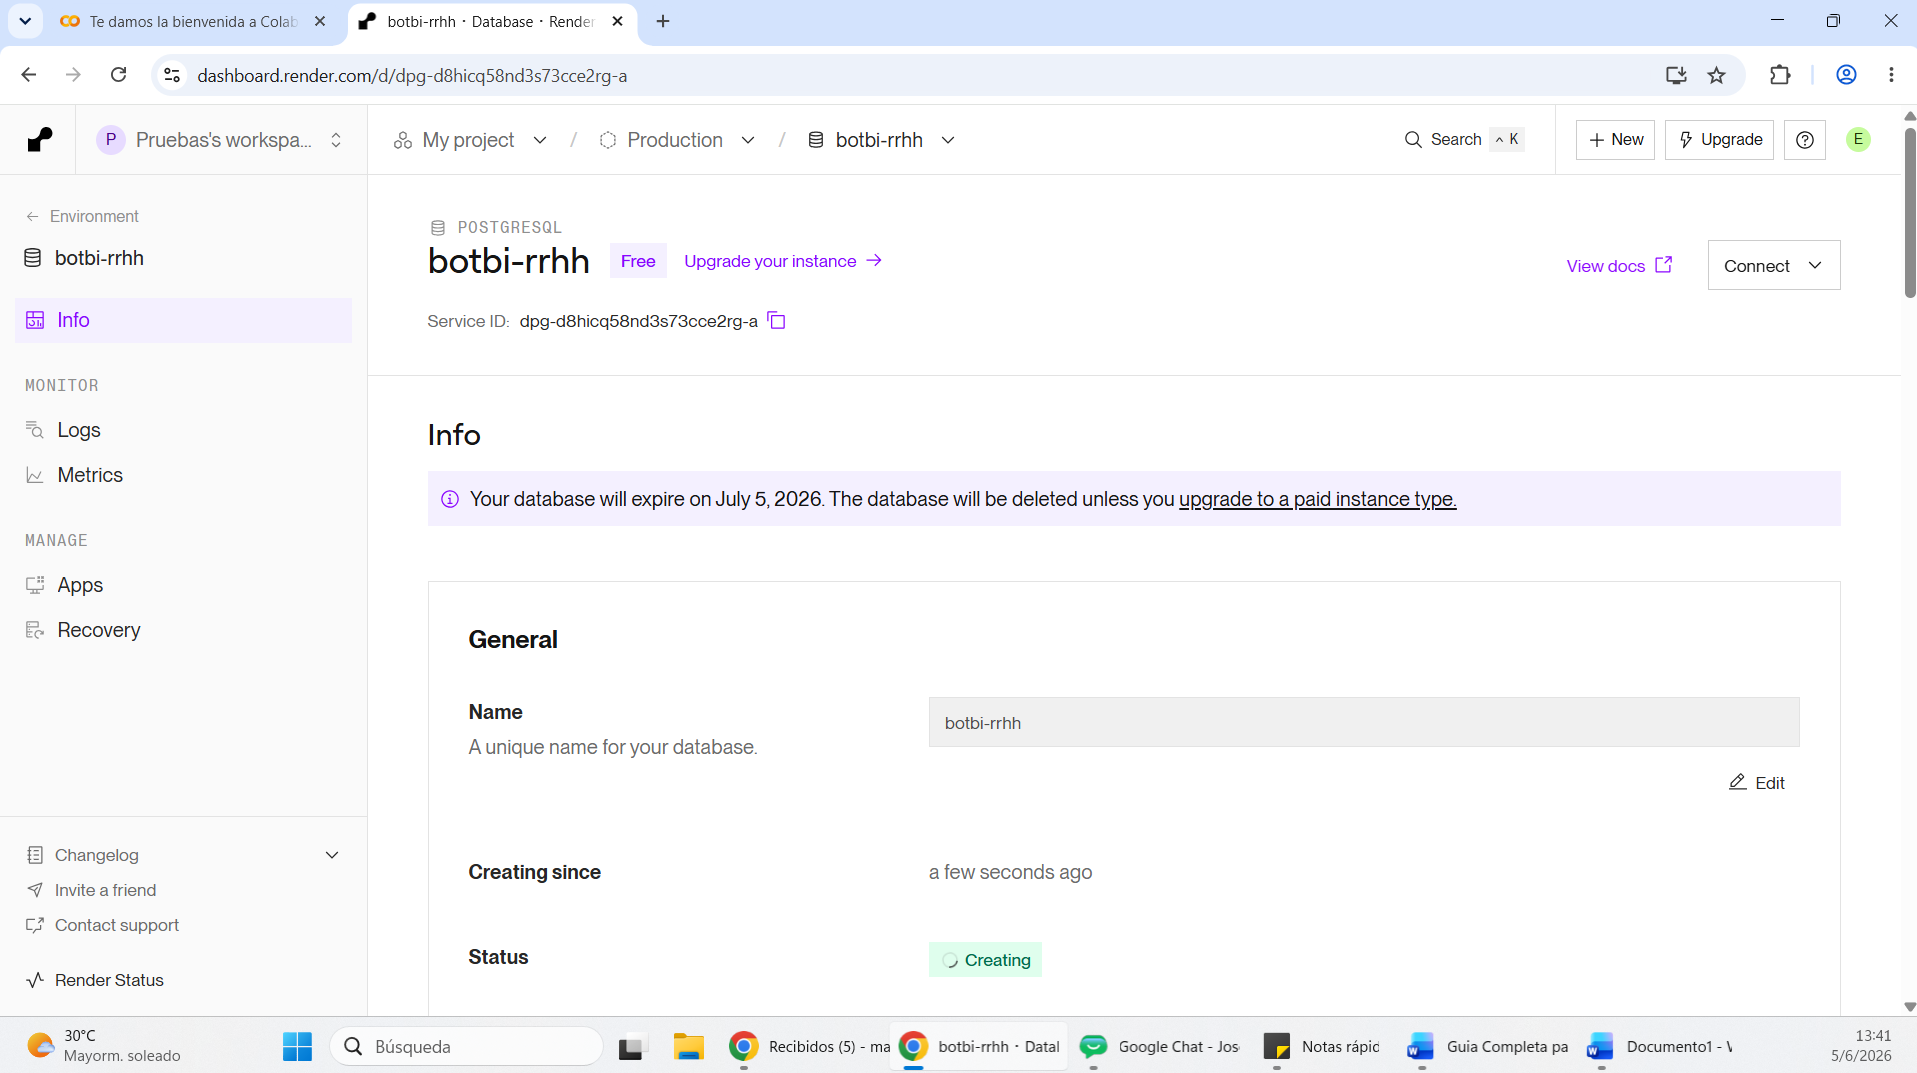 Te damos la bienvenida a Colab
botbi-rrhh · Database · Render
dashboard.render.com/d/dpg-d8hicq58nd3s73cce2rg-a
P Pruebas's workspa...
My project / Production / botbi-rrhh
Search ^ K
+ New
Upgrade
E
Environment
botbi-rrhh
Info
MONITOR
Logs
Metrics
MANAGE
Apps
Recovery
Changelog
Invite a friend
Contact support
Render Status
POSTGRESQL
botbi-rrhh Free Upgrade your instance →
View docs
Connect
Service ID: dpg-d8hicq58nd3s73cce2rg-a
Info
Your database will expire on July 5, 2026. The database will be deleted unless you upgrade to a paid instance type.
General
Name
A unique name for your database.
botbi-rrhh
Edit
Creating since
a few seconds ago
Status
Creating
30°C
Mayorm. soleado
Búsqueda
Recibidos (5) - ma
botbi-rrhh · Datal
Google Chat - Jos
Notas rápid
Guia Completa pa
Documento1 - W
13:41
5/6/2026